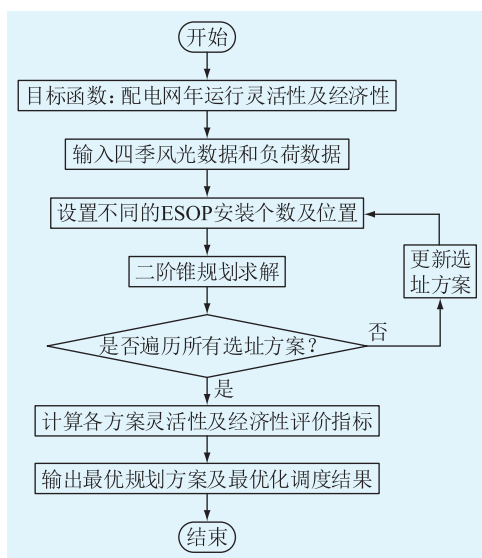 开始
目标函数：配电网年运行灵活性及经济性
输入四季风光数据和负荷数据
设置不同的ESOP安装个数及位置
二阶锥规划求解
更新选
址方案
是否遍历所有选址方案？
否
是
计算各方案灵活性及经济性评价指标
输出最优规划方案及最优化调度结果
结束